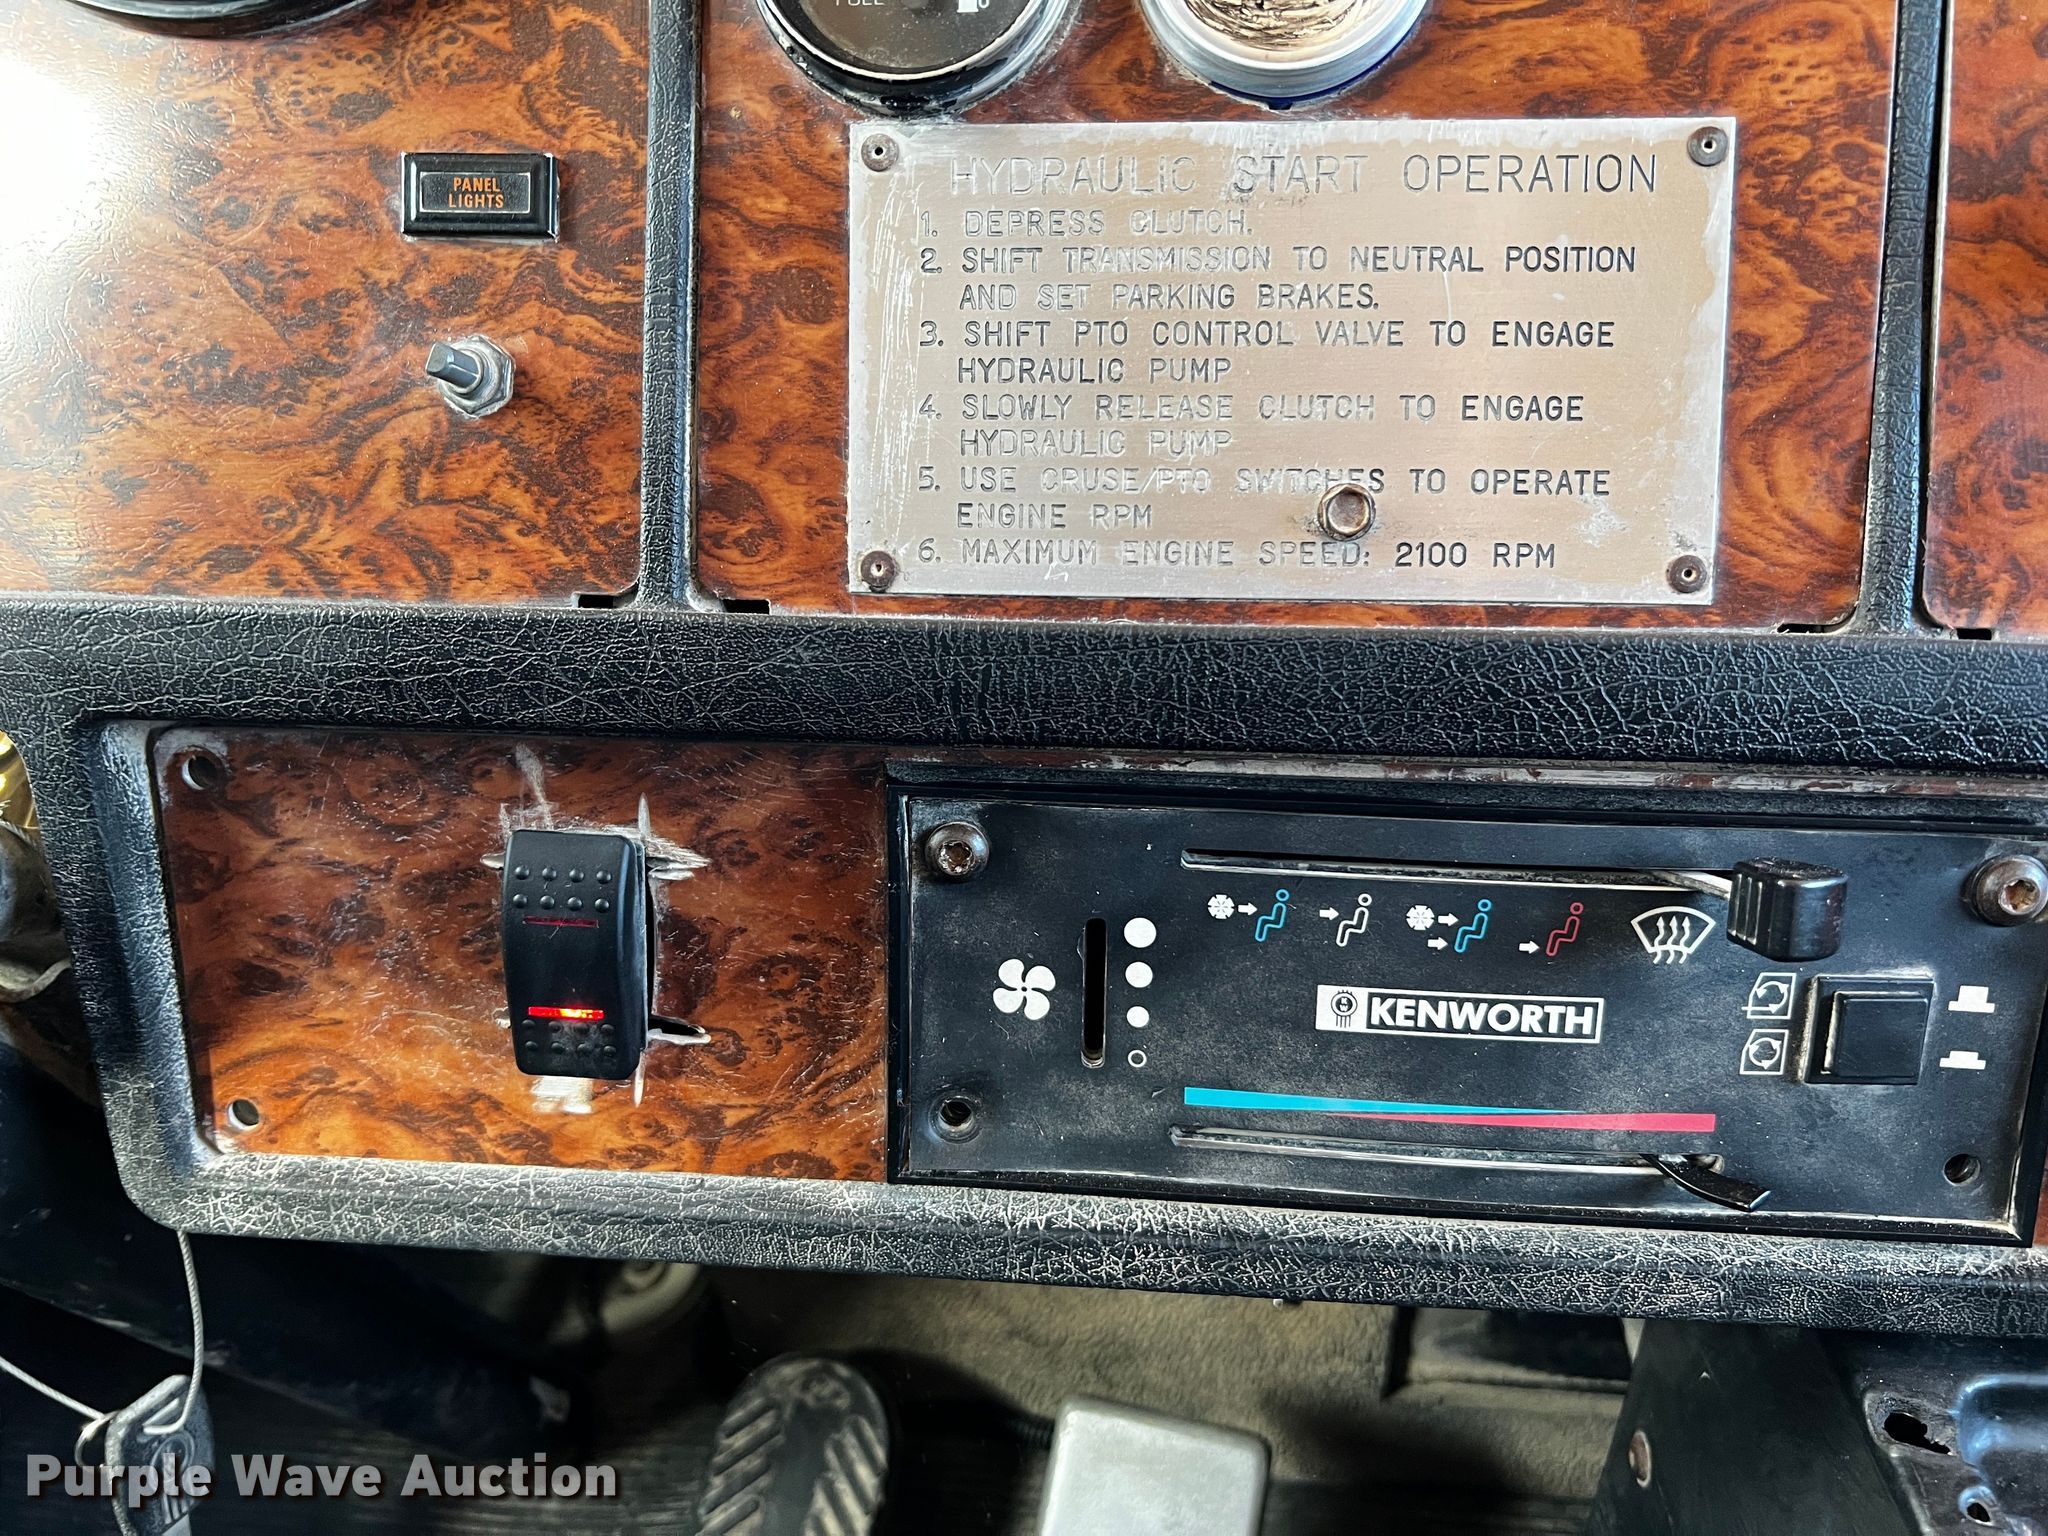 FUEL
PANEL
LIGHTS
HYDRAULIC START OPERATION
1. DEPRESS CLUTCH.
2. SHIFT TRANSMISSION TO NEUTRAL POSITION
AND SET PARKING BRAKES.
3. SHIFT PTO CONTROL VALVE TO ENGAGE
HYDRAULIC PUMP
4. SLOWLY RELEASE CLUTCH TO ENGAGE
HYDRAULIC PUMP
5. USE CRUSE/PTO SWITCHES TO OPERATE
ENGINE RPM
6. MAXIMUM ENGINE SPEED: 2100 RPM
KENWORTH
Purple Wave Auction